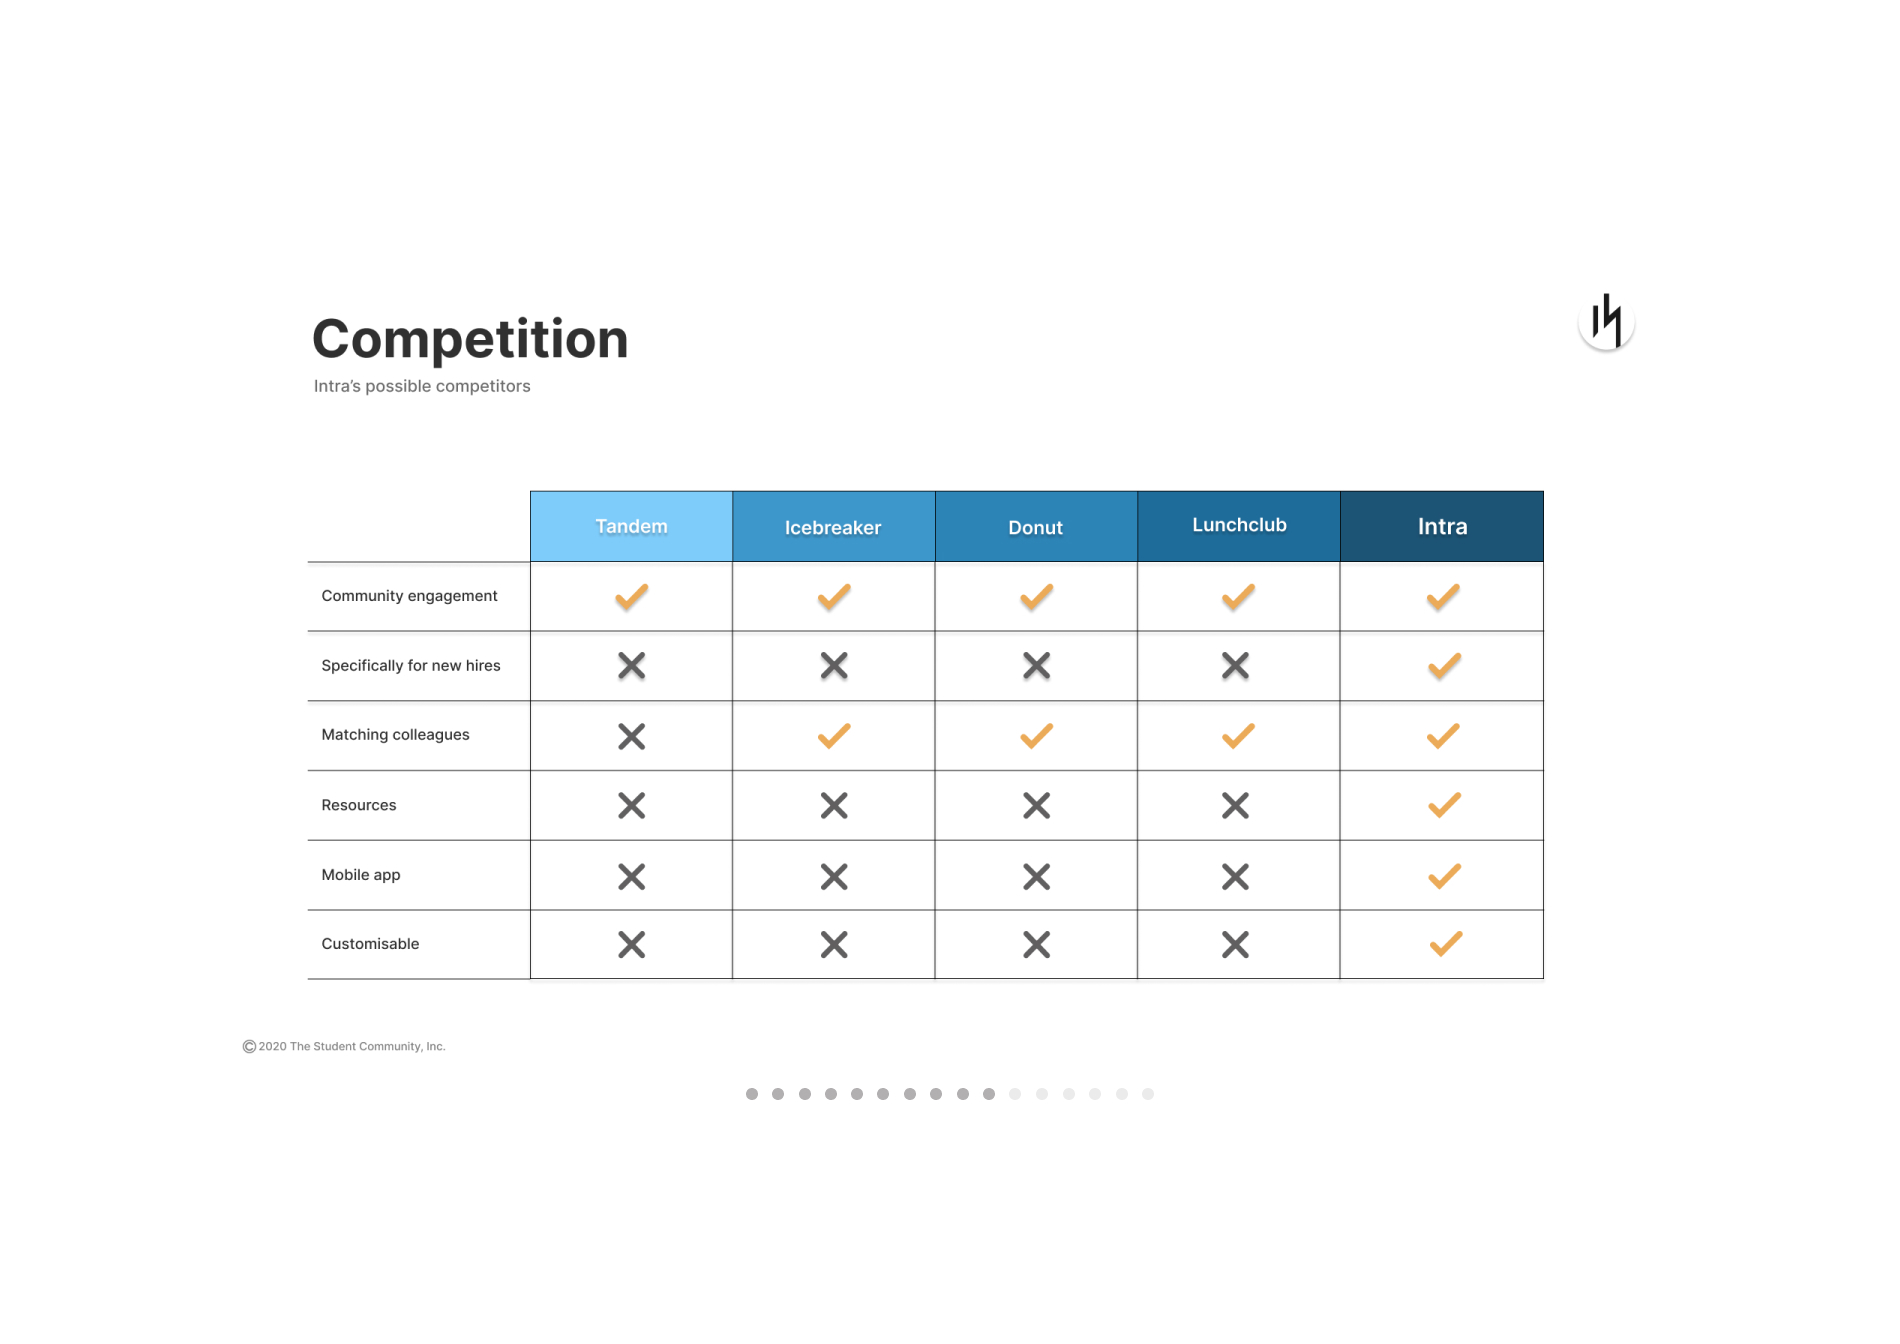 Competition
Intra’s possible competitors
Tandem Icebreaker Donut Lunchclub Intra
Community engagement
Specifically for new hires
Matching colleagues
Resources
Mobile app
Customisable
© 2020 The Student Community, Inc.